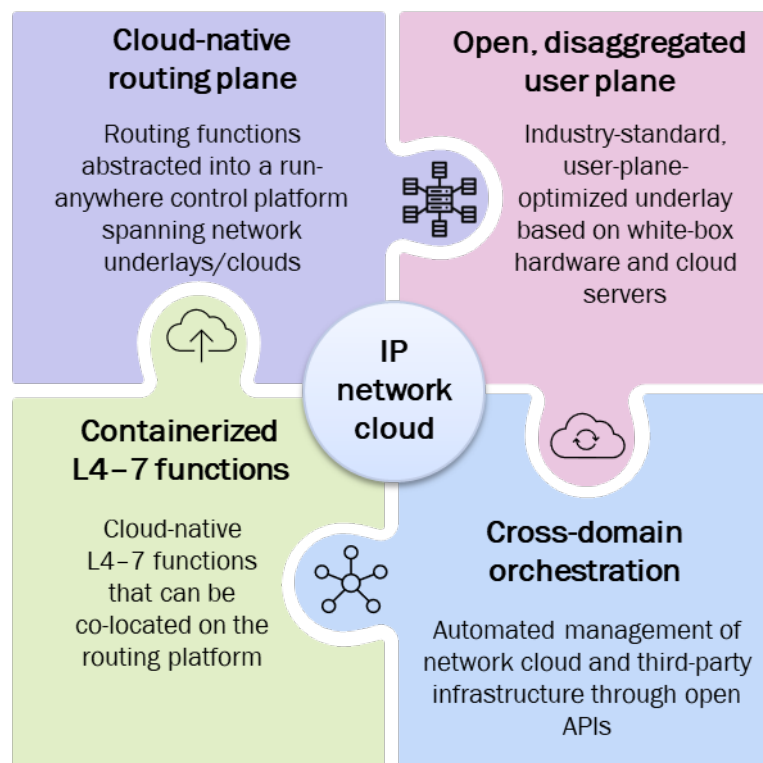 Cloud-native
routing plane
Routing functions
abstracted into a run-
anywhere control platform
spanning network
underlays/clouds
Open, disaggregated
user plane
Industry-standard,
user-plane-
optimized underlay
based on white-box
hardware and cloud
servers
IP
network
cloud
Containerized
L4–7 functions
Cloud-native
L4–7 functions
that can be
co-located on the
routing platform
Cross-domain
orchestration
Automated management of
network cloud and third-party
infrastructure through open
APIs